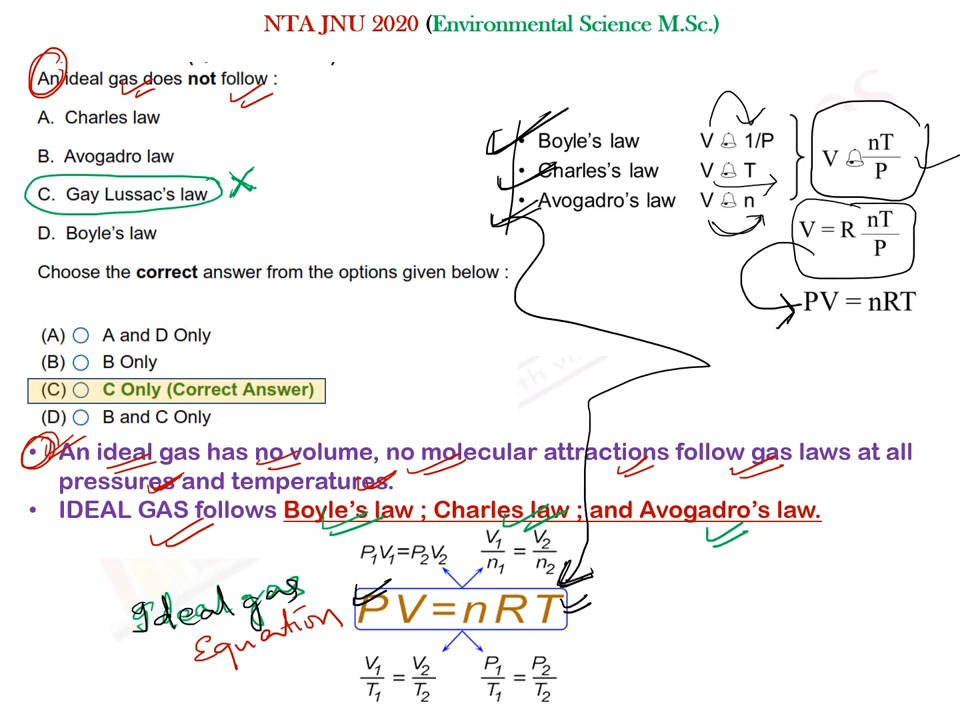 NTA JNU 2020 (Environmental Science M.Sc.)
An ideal gas does not follow :
A. Charles law
B. Avogadro law
C. Gay Lussac's law
D. Boyle's law
Choose the correct answer from the options given below :
(A) A and D Only
(B) B Only
(C) C Only (Correct Answer)
(D) B and C Only
• Boyle's law V 🔔 1/P
• Charles's law V 🔔 T
• Avogadro's law V 🔔 n
V 🔔 nT/P
V = R nT/P
PV = nRT
• An ideal gas has no volume, no molecular attractions follow gas laws at all
pressures and temperatures.
• IDEAL GAS follows Boyle's law ; Charles law ; and Avogadro's law.
P₁V₁=P₂V₂ V₁/n₁ = V₂/n₂
Ideal gas
Equation
PV=nRT
V₁/T₁ = V₂/T₂ P₁/T₁ = P₂/T₂